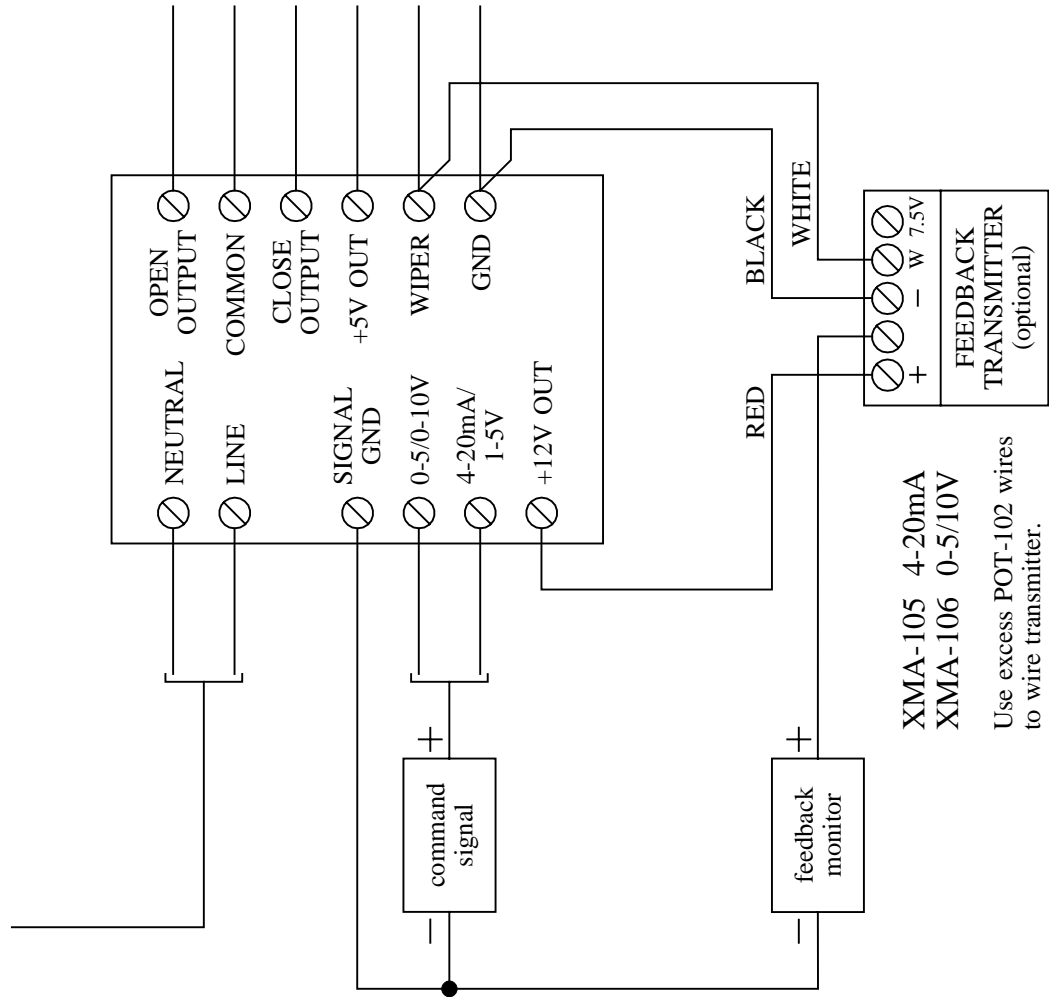 NEUTRAL
LINE
SIGNAL
GND
0-5/0-10V
4-20mA/
1-5V
+12V OUT
OPEN
OUTPUT
COMMON
CLOSE
OUTPUT
+5V OUT
WIPER
GND
command
signal
− +
feedback
monitor
− +
RED
BLACK
WHITE
+ − W 7.5V
FEEDBACK
TRANSMITTER
(optional)
XMA-105 4-20mA
XMA-106 0-5/10V
Use excess POT-102 wires
to wire transmitter.